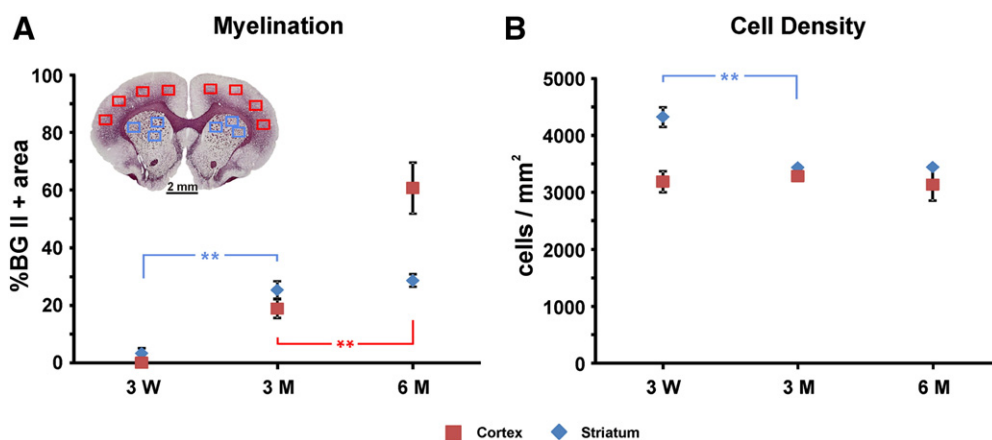 A
Myelination
%BG II + area
100
80
60
40
20
0
2 mm
**
**
3 W
3 M
6 M
B
Cell Density
cells / mm²
5000
4000
3000
2000
1000
0
**
3 W
3 M
6 M
Cortex
Striatum